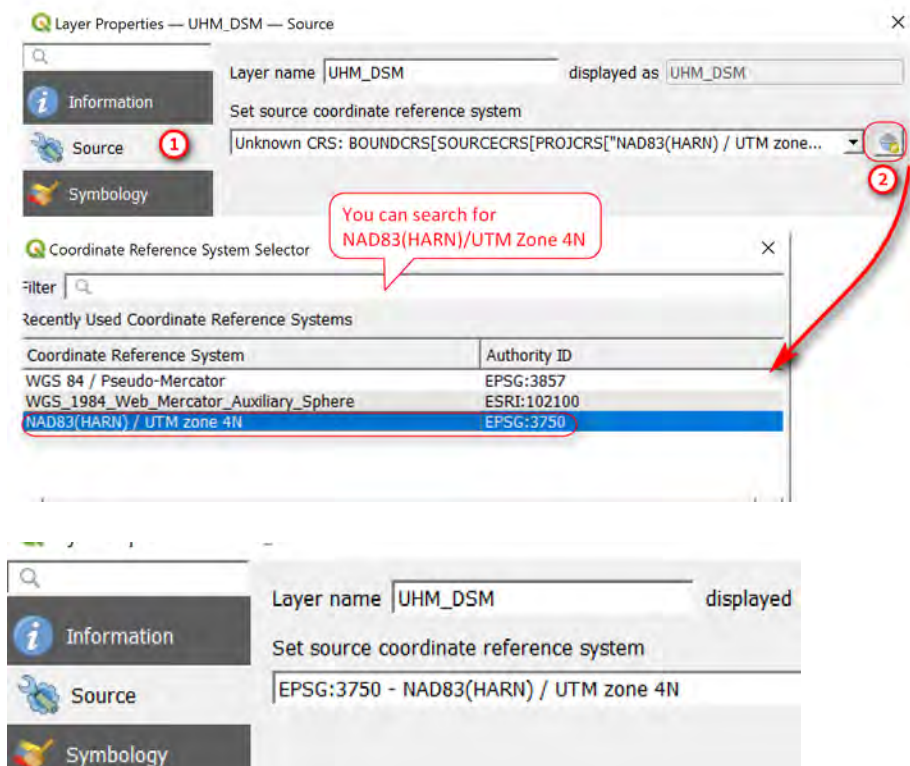 Layer Properties — UHM_DSM — Source
Layer name UHM_DSM displayed as UHM_DSM
Information
Set source coordinate reference system
Source 1
Unknown CRS: BOUNDCRS[SOURCECRS[PROJCRS["NAD83(HARN) / UTM zone...
2
Symbology
You can search for
NAD83(HARN)/UTM Zone 4N
Coordinate Reference System Selector
Filter
Recently Used Coordinate Reference Systems
Coordinate Reference System Authority ID
WGS 84 / Pseudo-Mercator EPSG:3857
WGS_1984_Web_Mercator_Auxiliary_Sphere ESRI:102100
NAD83(HARN) / UTM zone 4N EPSG:3750
Layer name UHM_DSM displayed
Information
Set source coordinate reference system
Source
EPSG:3750 - NAD83(HARN) / UTM zone 4N
Symbology